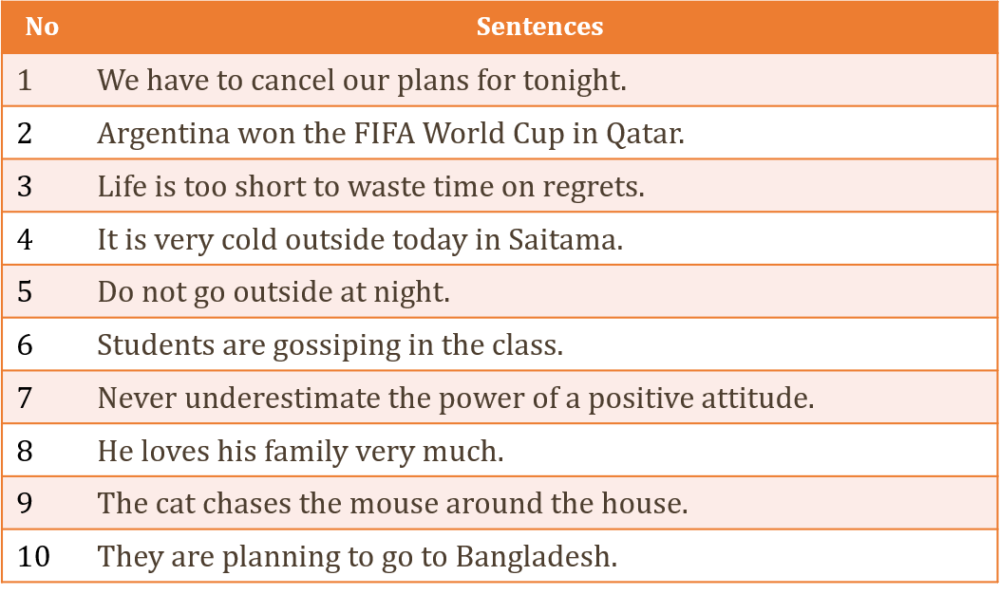 No Sentences
1 We have to cancel our plans for tonight.
2 Argentina won the FIFA World Cup in Qatar.
3 Life is too short to waste time on regrets.
4 It is very cold outside today in Saitama.
5 Do not go outside at night.
6 Students are gossiping in the class.
7 Never underestimate the power of a positive attitude.
8 He loves his family very much.
9 The cat chases the mouse around the house.
10 They are planning to go to Bangladesh.